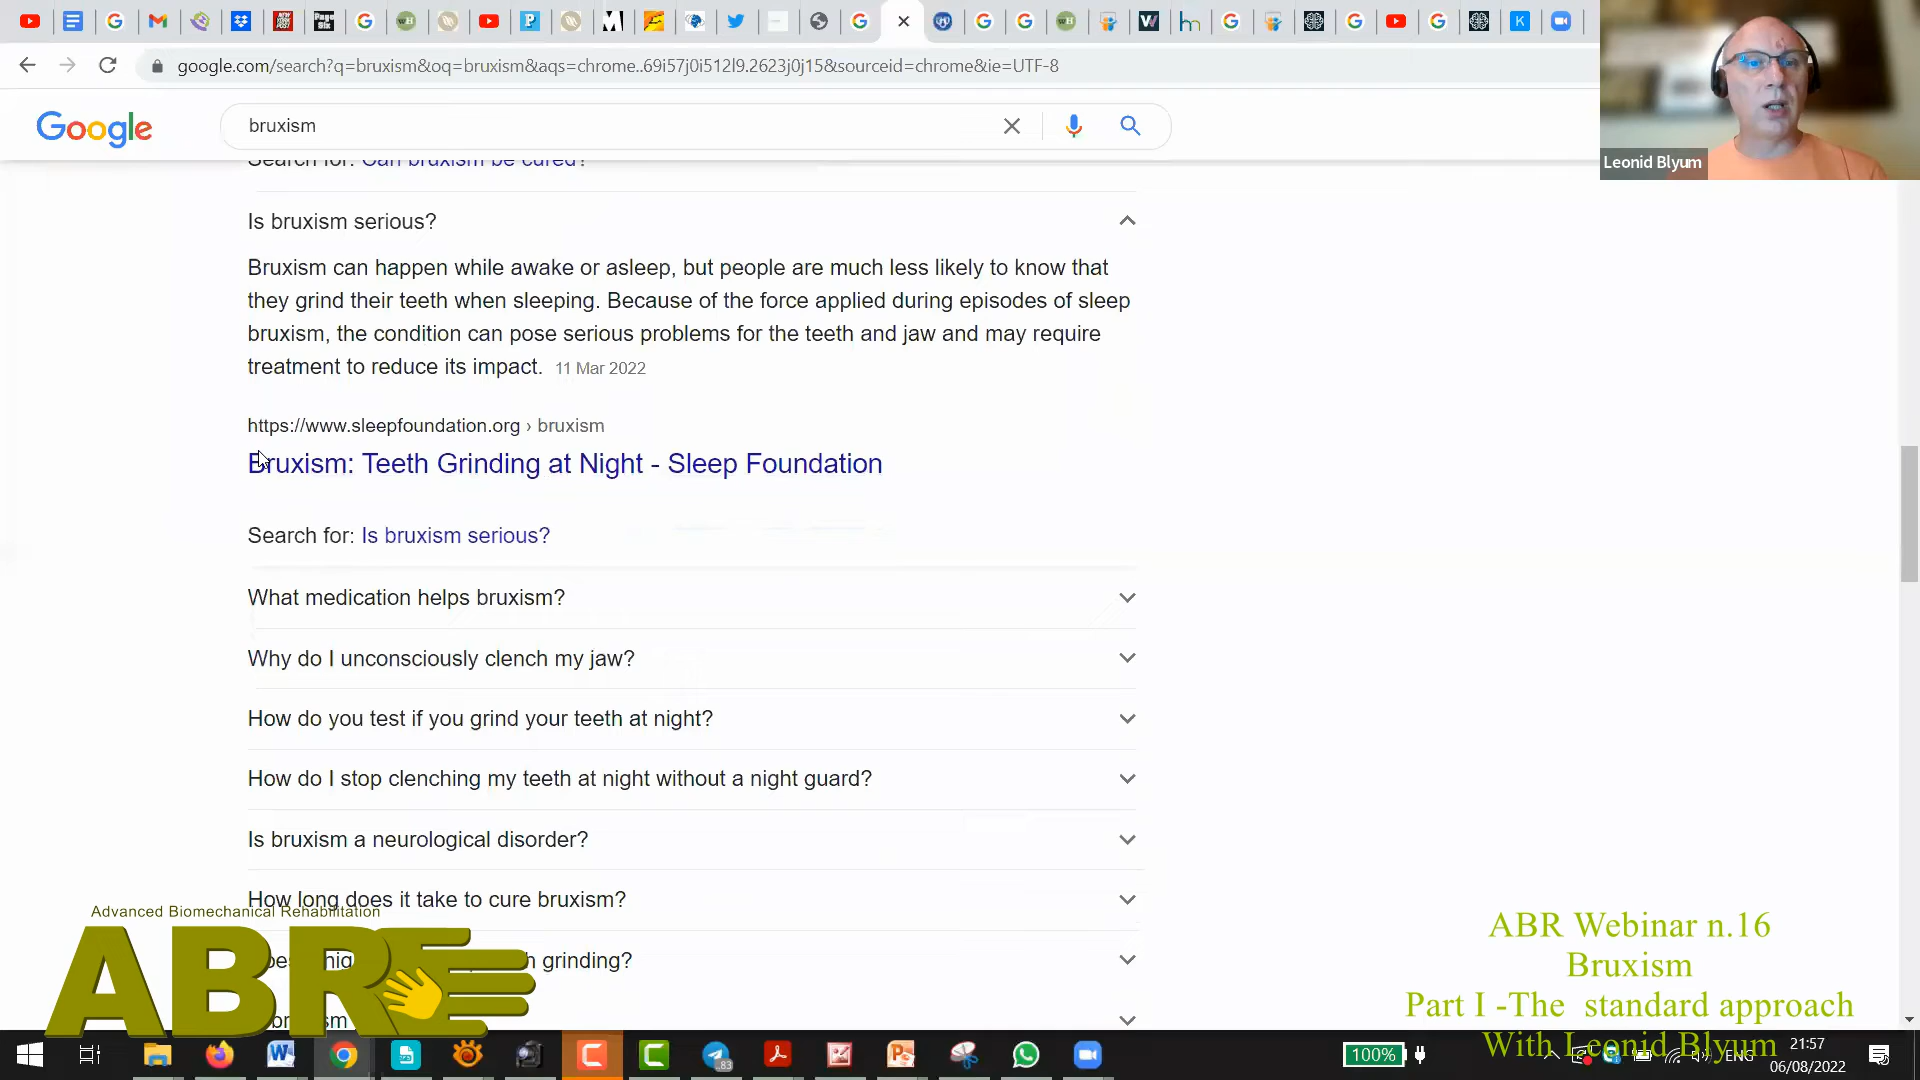 google.com/search?q=bruxism&oq=bruxism&aqs=chrome..69i57j0i512l9.2623j0j15&sourceid=chrome&ie=UTF-8
Google
bruxism
Leonid Blyum
Search for: Can bruxism be cured?
Is bruxism serious?
Bruxism can happen while awake or asleep, but people are much less likely to know that
they grind their teeth when sleeping. Because of the force applied during episodes of sleep
bruxism, the condition can pose serious problems for the teeth and jaw and may require
treatment to reduce its impact. 11 Mar 2022
https://www.sleepfoundation.org › bruxism
Bruxism: Teeth Grinding at Night - Sleep Foundation
Search for: Is bruxism serious?
What medication helps bruxism?
Why do I unconsciously clench my jaw?
How do you test if you grind your teeth at night?
How do I stop clenching my teeth at night without a night guard?
Is bruxism a neurological disorder?
How long does it take to cure bruxism?
Advanced Biomechanical Rehabilitation
ABR
grinding?
ABR Webinar n.16
Bruxism
Part I -The standard approach
With Leonid Blyum
100%
ENG
21:57
06/08/2022